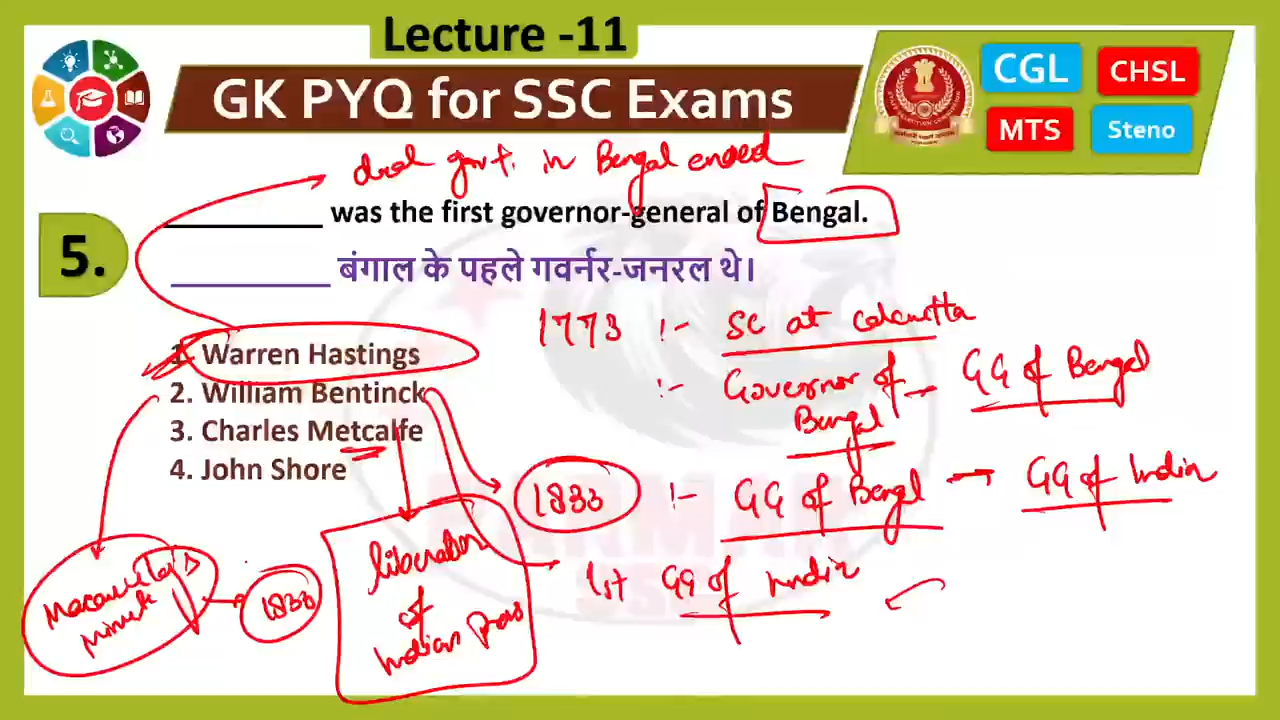 Lecture -11
GK PYQ for SSC Exams
CGL
CHSL
MTS
Steno
dual govt. in Bengal ended
5.
__________ was the first governor-general of Bengal.
__________ बंगाल के पहले गवर्नर-जनरल थे।
1. Warren Hastings
2. William Bentinck
3. Charles Metcalfe
4. John Shore
1773 :- SC at Calcutta
:- Governor of Bengal — GG of Bengal
1833 :- GG of Bengal — GG of India
1st GG of India
liberator
of
Indian Press
minute
1833